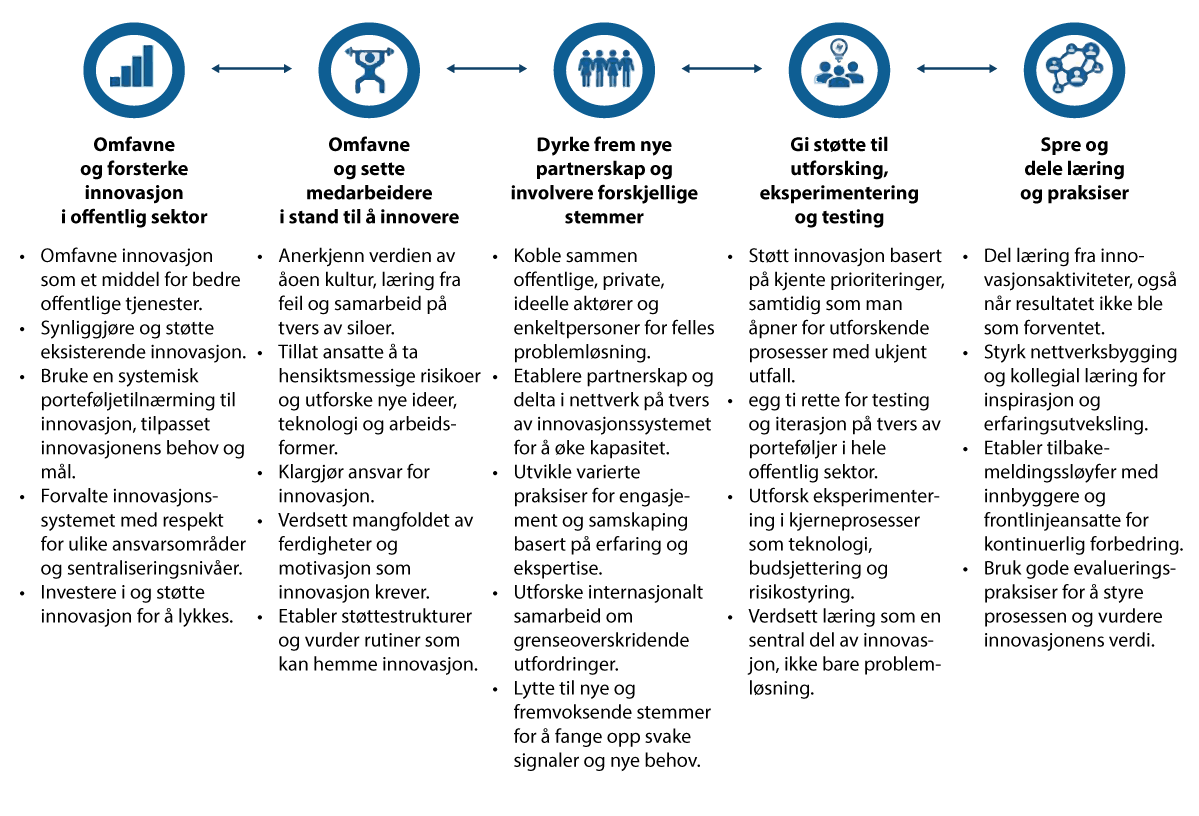 Omfavne
og forsterke
innovasjon
i offentlig sektor
• Omfavne innovasjon
som et middel for bedre
offentlige tjenester.
• Synliggjøre og støtte
eksisterende innovasjon.
• Bruke en systemisk
porteføljetilnærming til
innovasjon, tilpasset
innovasjonens behov og
mål.
• Forvalte innovasjons-
systemet med respekt
for ulike ansvarsområder
og sentraliseringsnivåer.
• Investere i og støtte
innovasjon for å lykkes.
Omfavne
og sette
medarbeidere
i stand til å innovere
• Anerkjenn verdien av
åoen kultur, læring fra
feil og samarbeid på
tvers av siloer.
• Tillat ansatte å ta
hensiktsmessige risikoer
og utforske nye ideer,
teknologi og arbeids-
former.
• Klargjør ansvar for
innovasjon.
• Verdsett mangfoldet av
ferdigheter og
motivasjon som
innovasjon krever.
• Etabler støttestrukturer
og vurder rutiner som
kan hemme innovasjon.
Dyrke frem nye
partnerskap og
involvere forskjellige
stemmer
• Koble sammen
offentlige, private,
ideelle aktører og
enkeltpersoner for felles
problemløsning.
• Etablere partnerskap og
delta i nettverk på tvers
av innovasjonssystemet
for å øke kapasitet.
• Utvikle varierte
praksiser for engasje-
ment og samskaping
basert på erfaring og
ekspertise.
• Utforske internasjonalt
samarbeid om
grenseoverskridende
utfordringer.
• Lytte til nye og
fremvoksende stemmer
for å fange opp svake
signaler og nye behov.
Gi støtte til
utforsking,
eksperimentering
og testing
• Støtt innovasjon basert
på kjente prioriteringer,
samtidig som man
åpner for utforskende
prosesser med ukjent
utfall.
• egg ti rette for testing
og iterasjon på tvers av
porteføljer i hele
offentlig sektor.
• Utforsk eksperimenter-
ing i kjerneprosesser
som teknologi,
budsjettering og
risikostyring.
• Verdsett læring som en
sentral del av innovas-
jon, ikke bare problem-
løsning.
Spre og
dele læring
og praksiser
• Del læring fra inno-
vasjonsaktiviteter, også
når resultatet ikke ble
som forventet.
• Styrk nettverksbygging
og kollegial læring for
inspirasjon og
erfaringsutveksling.
• Etabler tilbake-
meldingssløyfer med
innbyggere og
frontlinjeansatte for
kontinuerlig forbedring.
• Bruk gode evaluerings-
praksiser for å styre
prosessen og vurdere
innovasjonens verdi.